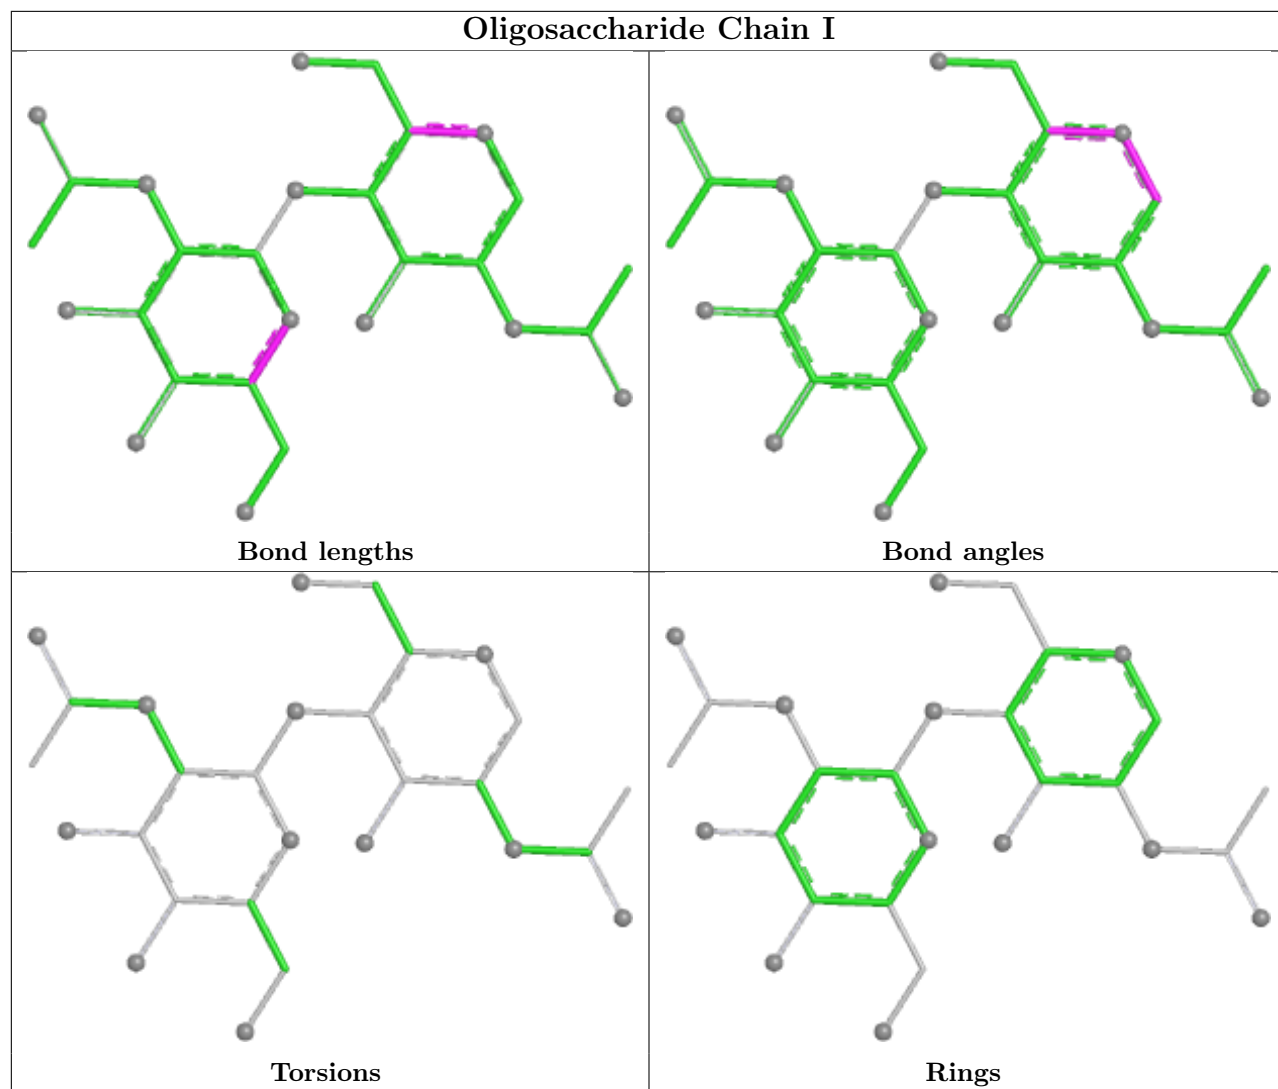 Oligosaccharide Chain I
Bond lengths
Bond angles
Torsions
Rings